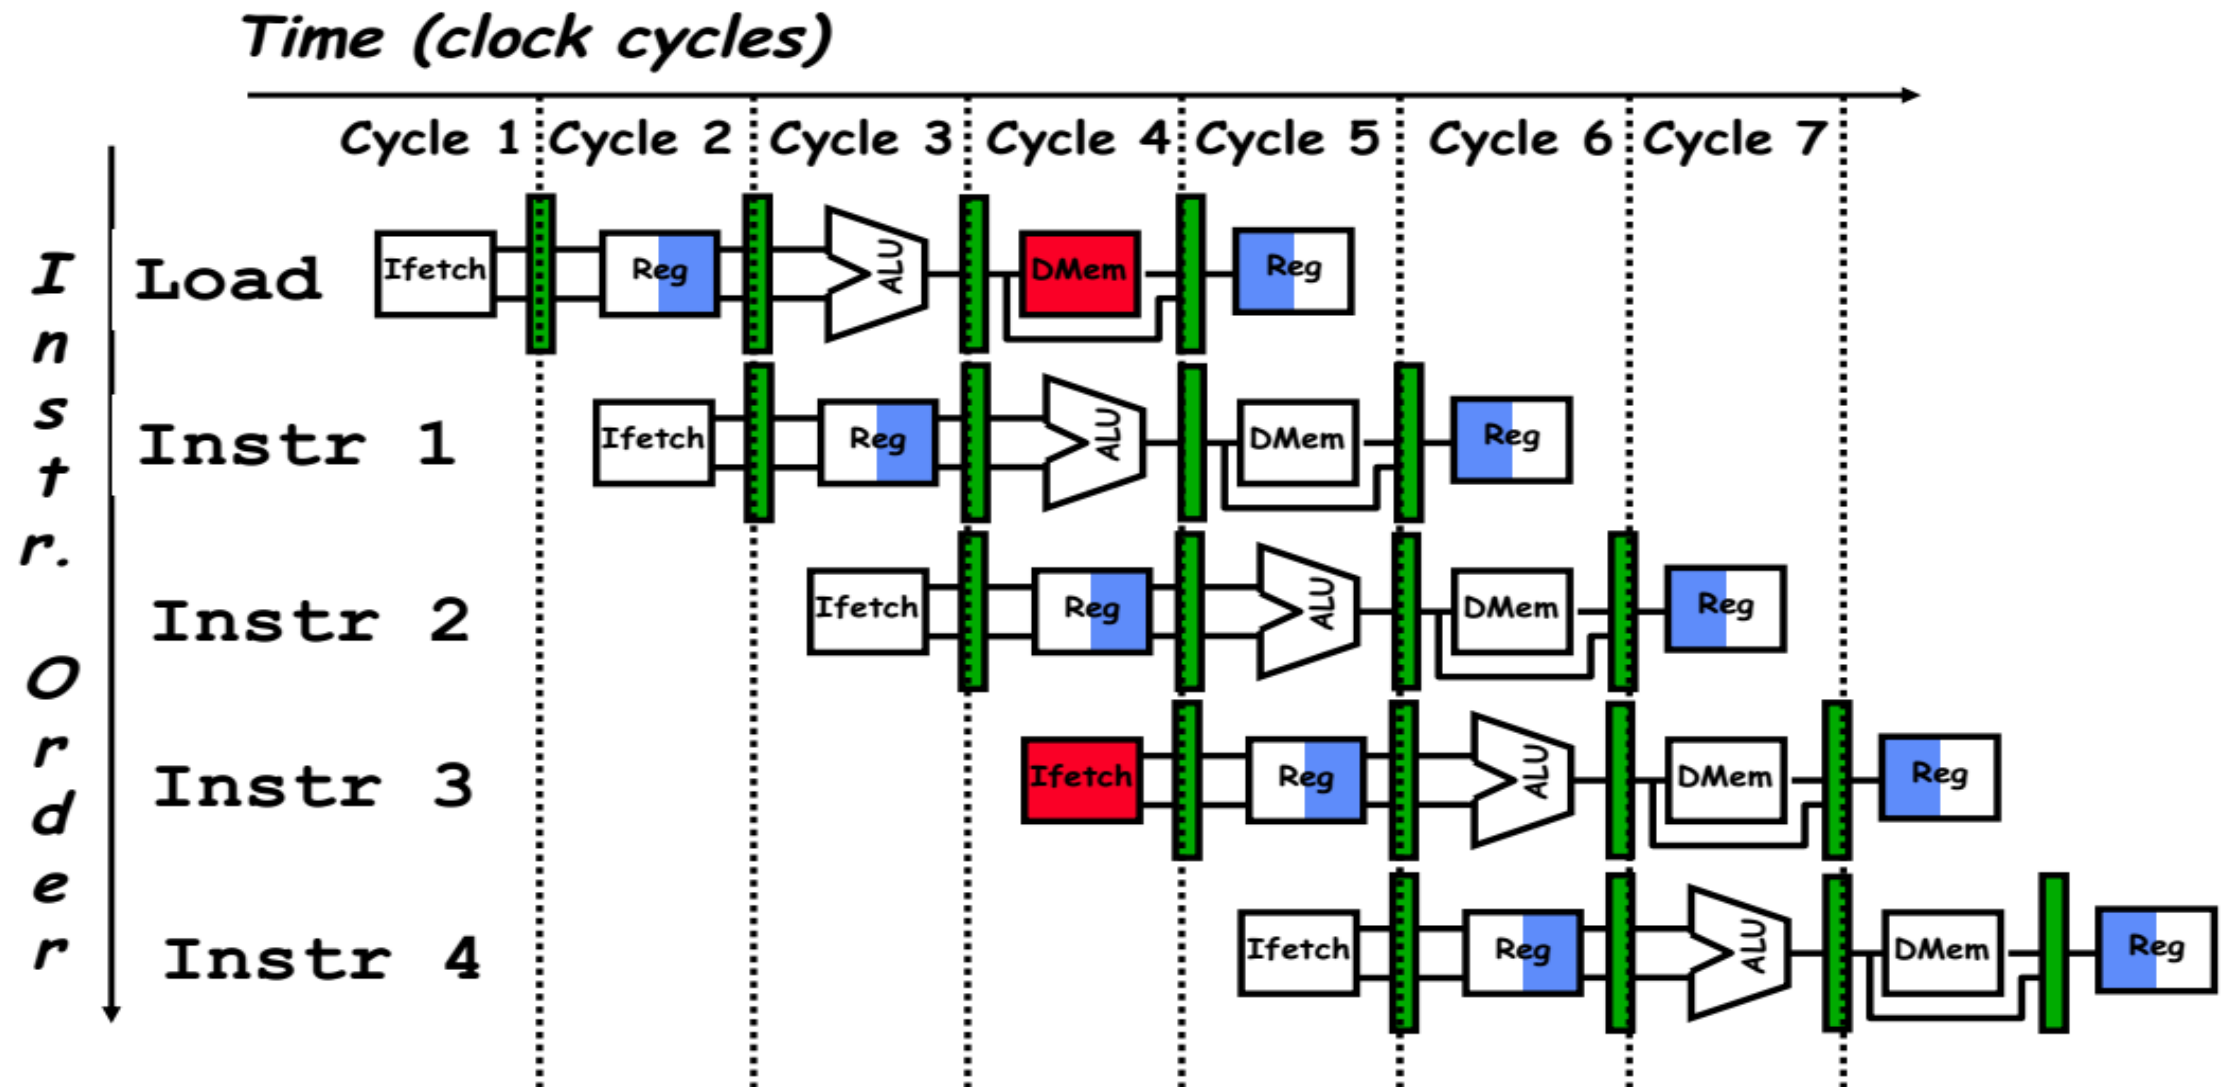 Time (clock cycles)
Cycle 1 Cycle 2 Cycle 3 Cycle 4 Cycle 5 Cycle 6 Cycle 7
Instr.
Order
Load Ifetch Reg ALU DMem Reg
Instr 1 Ifetch Reg ALU DMem Reg
Instr 2 Ifetch Reg ALU DMem Reg
Instr 3 Ifetch Reg ALU DMem Reg
Instr 4 Ifetch Reg ALU DMem Reg